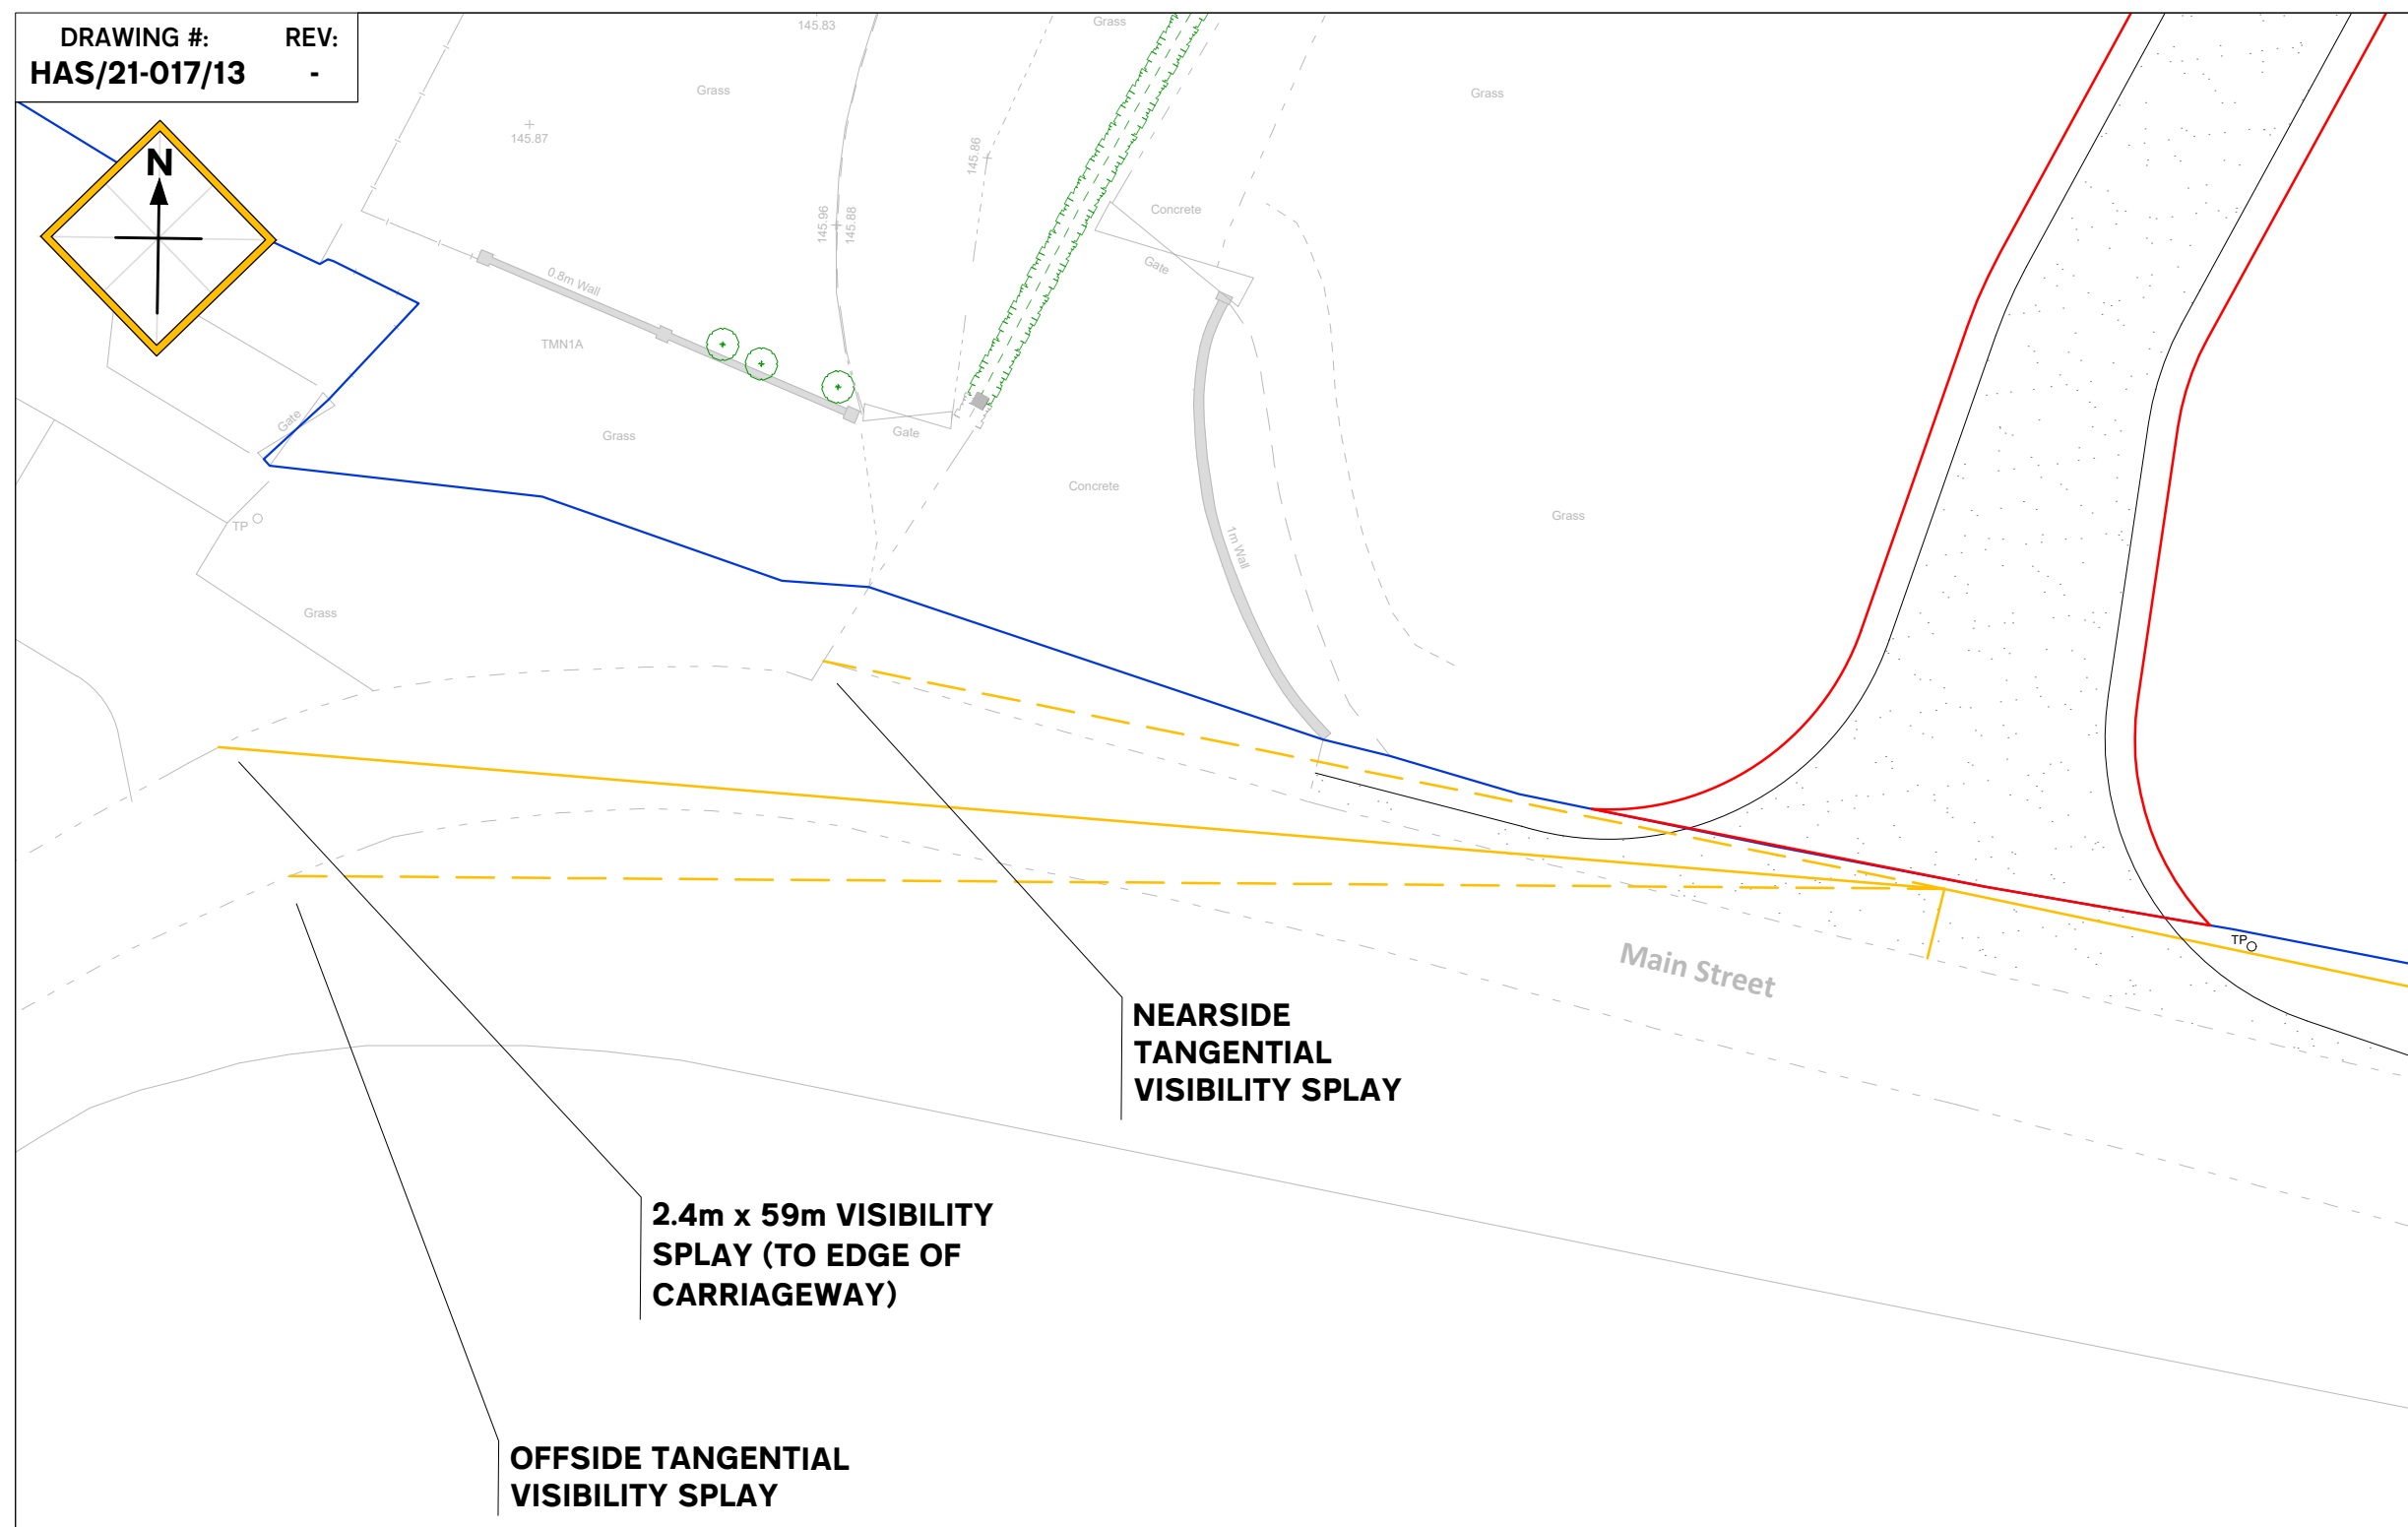 DRAWING #: REV:
HAS/21-017/13 -
N
145.83
Grass
Grass
Grass
145.87
145.86
145.96
145.88
Concrete
Gate
0.8m Wall
TMN1A
Gate
Grass
Gate
Concrete
Grass
TP
1m Wall
Grass
Main Street
TP
NEARSIDE
TANGENTIAL
VISIBILITY SPLAY
2.4m x 59m VISIBILITY
SPLAY (TO EDGE OF
CARRIAGEWAY)
OFFSIDE TANGENTIAL
VISIBILITY SPLAY